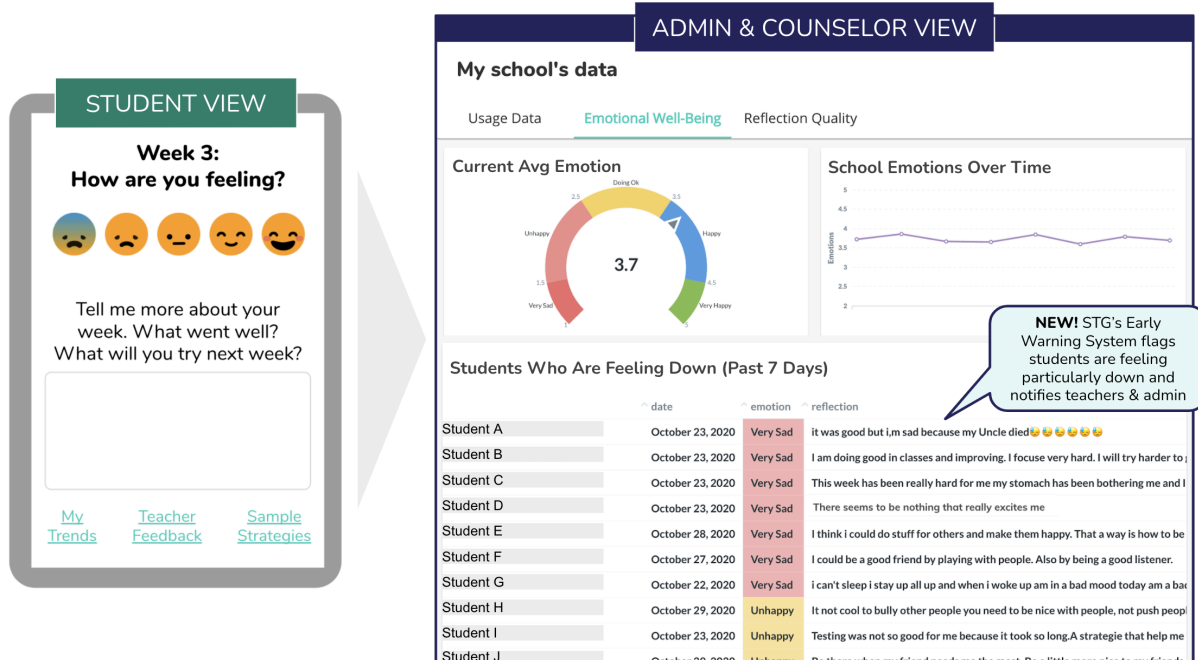 STUDENT VIEW
Week 3:
How are you feeling?
Tell me more about your
week. What went well?
What will you try next week?
My
Trends
Teacher
Feedback
Sample
Strategies
ADMIN & COUNSELOR VIEW
My school's data
Usage Data
Emotional Well-Being
Reflection Quality
Current Avg Emotion
Doing Ok
2.5
3.5
Unhappy
Happy
3.7
1.5
4.5
Very Sad
Very Happy
1
5
School Emotions Over Time
5
4.5
4
3.5
3
2.5
2
Emotions
NEW! STG's Early
Warning System flags
students are feeling
particularly down and
notifies teachers & admin
Students Who Are Feeling Down (Past 7 Days)
date emotion reflection
Student A October 23, 2020 Very Sad it was good but i,m sad because my Uncle died😓😓😓😓😓😓
Student B October 23, 2020 Very Sad I am doing good in classes and improving. I focuse very hard. I will try harder to
Student C October 23, 2020 Very Sad This week has been really hard for me my stomach has been bothering me and I
Student D October 23, 2020 Very Sad There seems to be nothing that really excites me
Student E October 28, 2020 Very Sad I think i could do stuff for others and make them happy. That a way is how to be
Student F October 27, 2020 Very Sad I could be a good friend by playing with people. Also by being a good listener.
Student G October 22, 2020 Very Sad i can't sleep i stay up all up and when i woke up am in a bad mood today am a
Student H October 29, 2020 Unhappy It not cool to bully other people you need to be nice with people, not push
Student I October 23, 2020 Unhappy Testing was not so good for me because it took so long.A strategie that help me
Student J